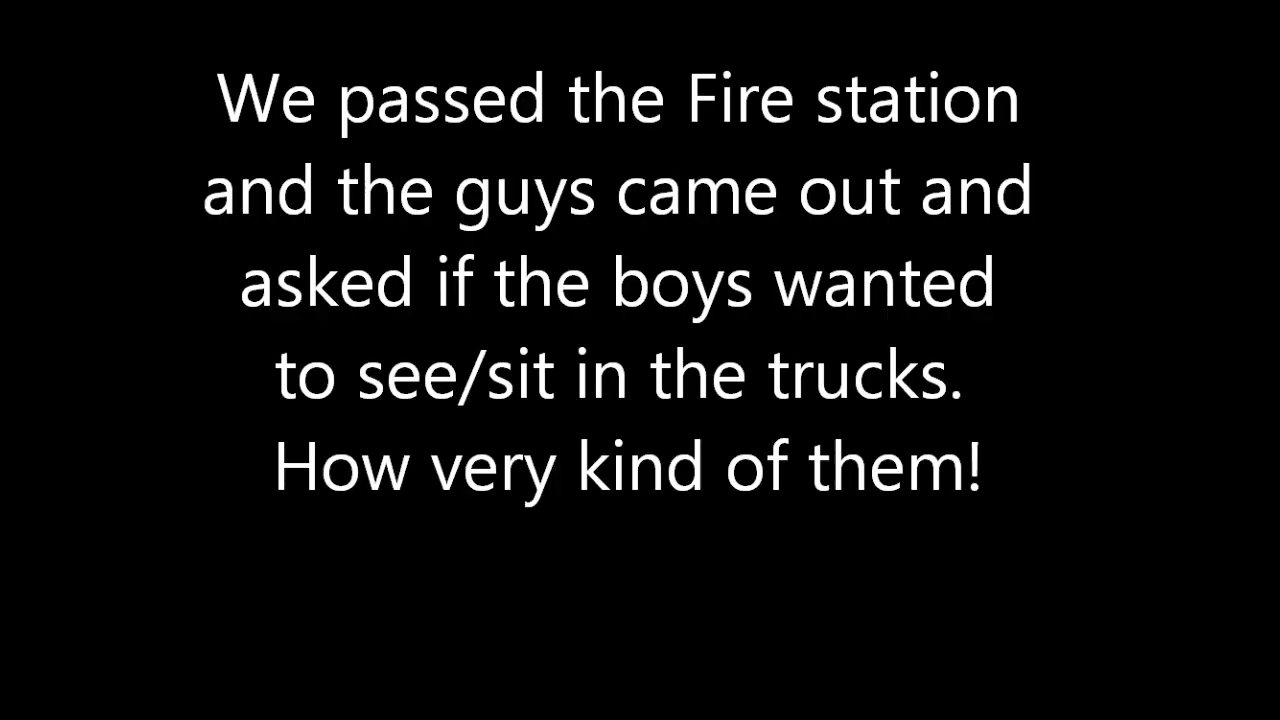 We passed the Fire station
and the guys came out and
asked if the boys wanted
to see/sit in the trucks.
How very kind of them!